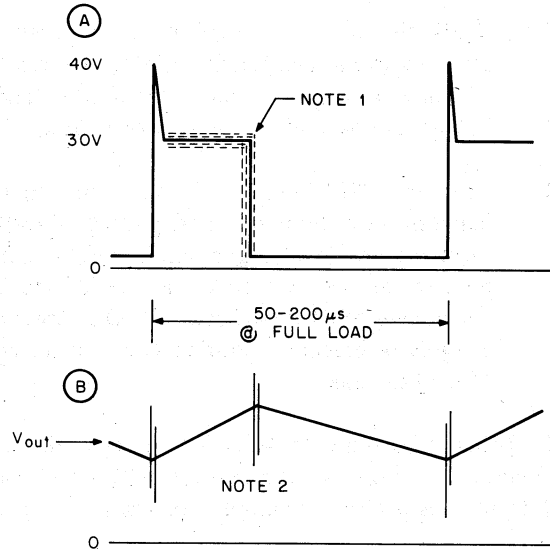 A
40V
NOTE 1
30V
0
50-200μs
@ FULL LOAD
B
Vout
NOTE 2
0